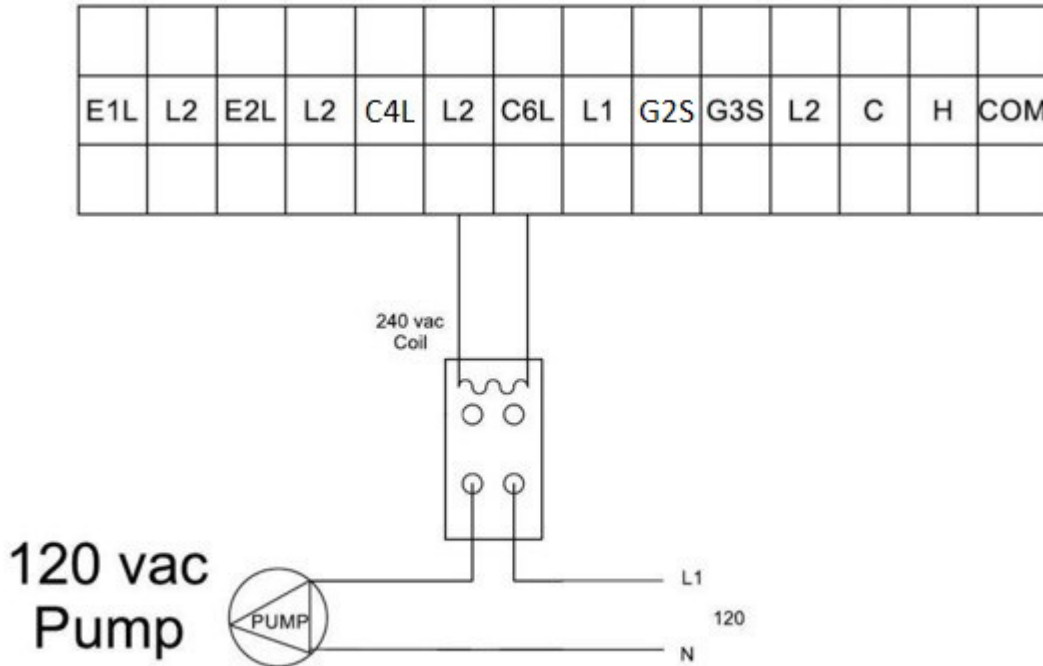 E1L L2 E2L L2 C4L L2 C6L L1 G2S G3S L2 C H COM
240 vac
Coil
120 vac
Pump
PUMP
L1
120
N